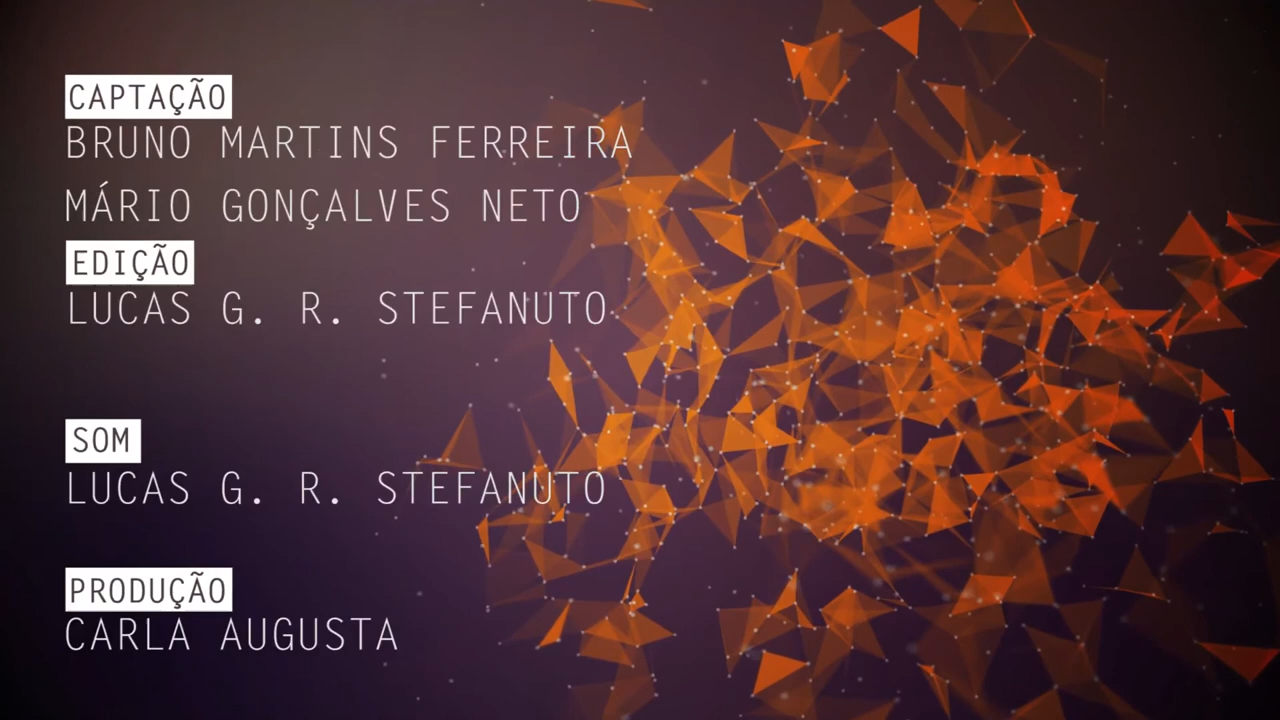 CAPTAÇÃO
BRUNO MARTINS FERREIRA
MÁRIO GONÇALVES NETO
EDIÇÃO
LUCAS G. R. STEFANUTO
SOM
LUCAS G. R. STEFANUTO
PRODUÇÃO
CARLA AUGUSTA